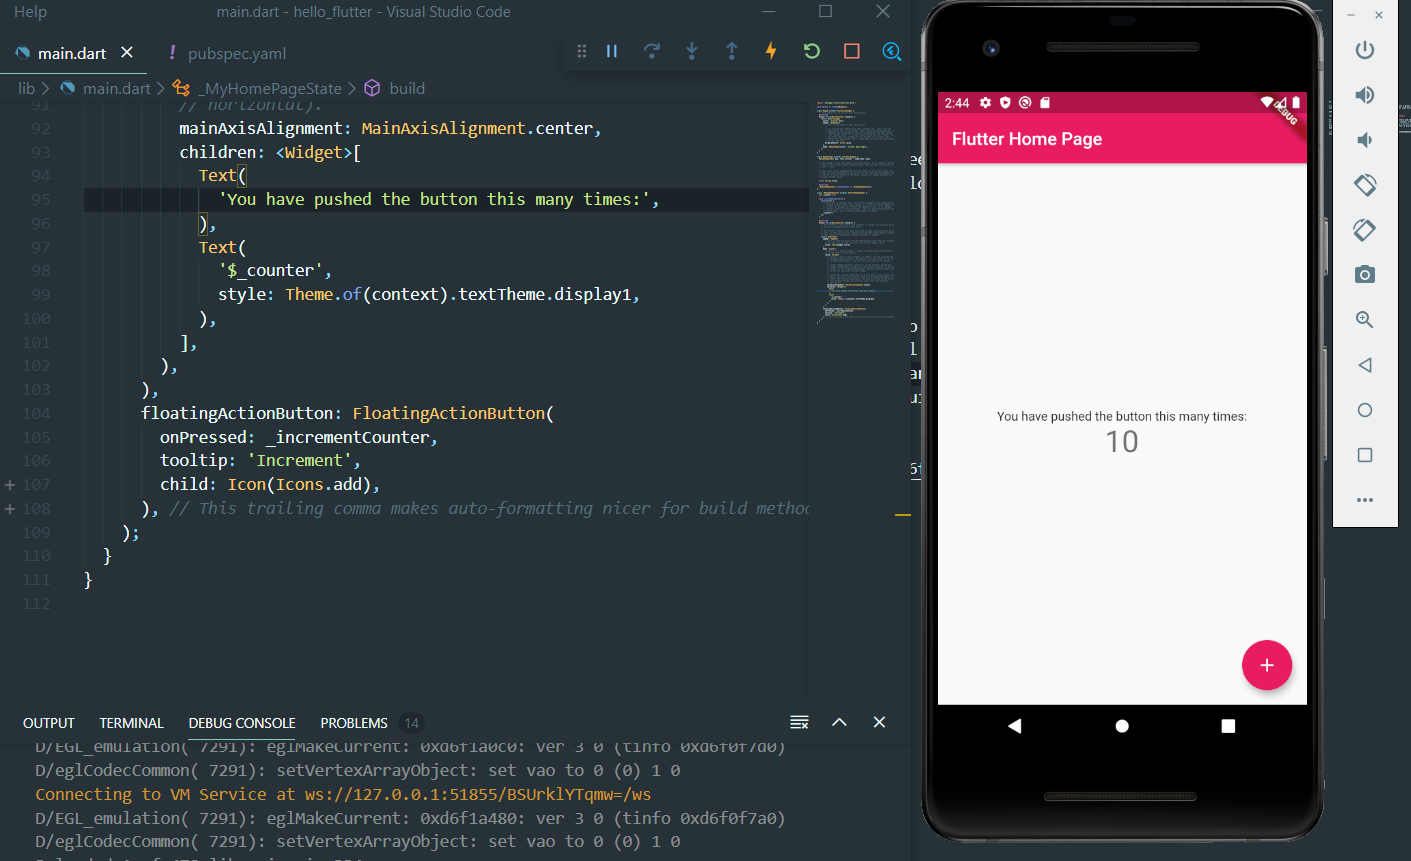 Help
main.dart - hello_flutter - Visual Studio Code
main.dart
! pubspec.yaml
lib > main.dart > _MyHomePageState > build
91 // horizontal).
92 mainAxisAlignment: MainAxisAlignment.center,
93 children: <Widget>[
94 Text(
95 'You have pushed the button this many times:',
96 ),
97 Text(
98 '$_counter',
99 style: Theme.of(context).textTheme.display1,
100 ),
101 ],
102 ),
103 ),
104 floatingActionButton: FloatingActionButton(
105 onPressed: _incrementCounter,
106 tooltip: 'Increment',
107 child: Icon(Icons.add),
108 ), // This trailing comma makes auto-formatting nicer for build metho
109 );
110 }
111 }
112
OUTPUT TERMINAL DEBUG CONSOLE PROBLEMS 14
D/EGL_emulation( 7291): eglMakeCurrent: 0xd6f1a0c0: ver 3 0 (tinfo 0xd6f0f7d0)
D/eglCodecCommon( 7291): setVertexArrayObject: set vao to 0 (0) 1 0
Connecting to VM Service at ws://127.0.0.1:51855/BSUrklYTqmw=/ws
D/EGL_emulation( 7291): eglMakeCurrent: 0xd6f1a480: ver 3 0 (tinfo 0xd6f0f7a0)
D/eglCodecCommon( 7291): setVertexArrayObject: set vao to 0 (0) 1 0
2:44
DEBUG
Flutter Home Page
You have pushed the button this many times:
10